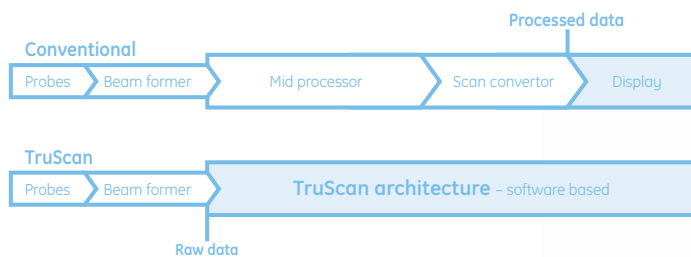 Processed data
Conventional
Probes Beam former Mid processor Scan convertor Display
TruScan
Probes Beam former TruScan architecture – software based
Raw data